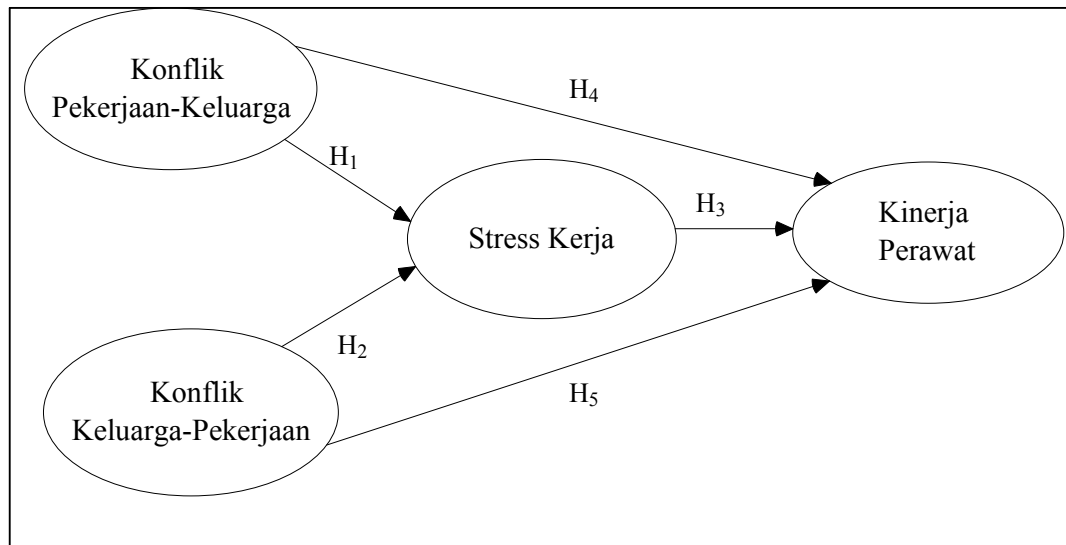 Konflik
Pekerjaan-Keluarga
H₄
H₁
Stress Kerja
H₃
Kinerja
Perawat
H₂
Konflik
Keluarga-Pekerjaan
H₅